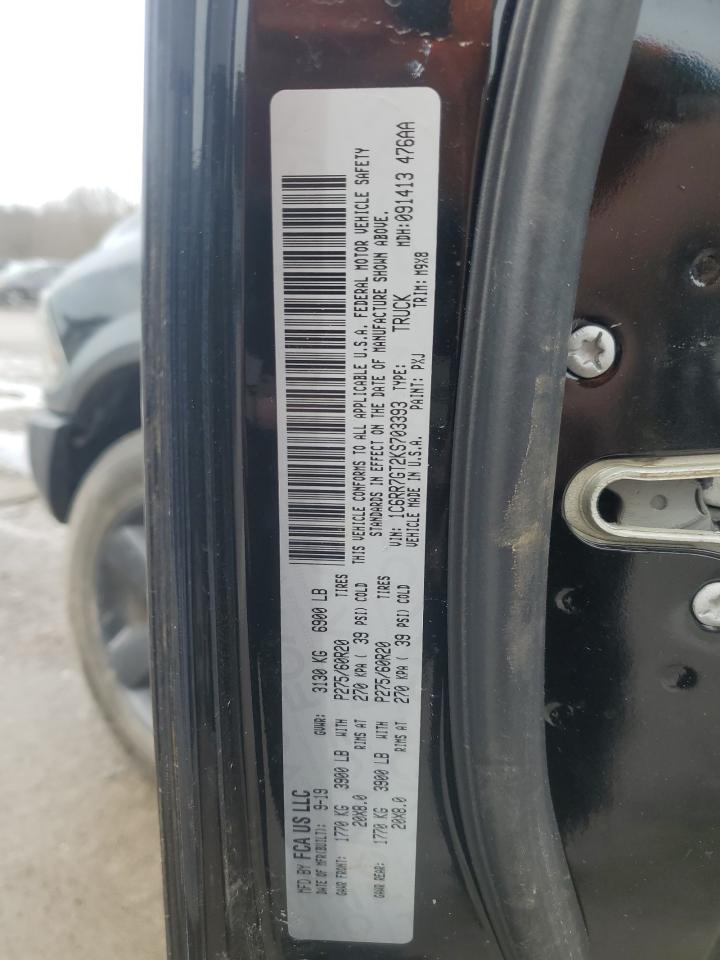 MFD BY FCA US LLC
DATE OF MFR(BUILT): 9-19 GVWR: 3130 KG 6900 LB
GAWR FRONT: 1770 KG 3900 LB WITH P275/60R20 TIRES
20X8.0 RIMS AT 270 KPA ( 39 PSI) COLD
GAWR REAR: 1770 KG 3900 LB WITH P275/60R20 TIRES
20X8.0 RIMS AT 270 KPA ( 39 PSI) COLD
THIS VEHICLE CONFORMS TO ALL APPLICABLE U.S.A. FEDERAL MOTOR VEHICLE SAFETY
STANDARDS IN EFFECT ON THE DATE OF MANUFACTURE SHOWN ABOVE.
VIN: 1C6RR7GT2KS703393 TYPE: TRUCK MDH:091413 476AA
VEHICLE MADE IN U.S.A. PAINT: PXJ TRIM: M9X8